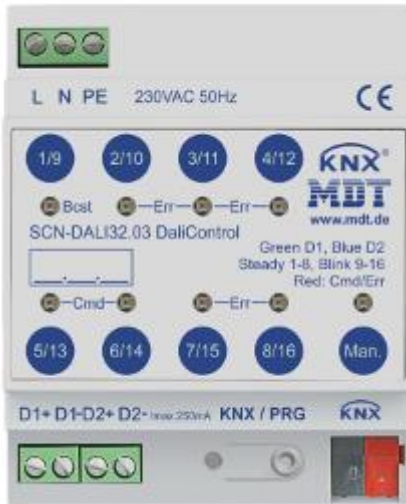 L N PE 230VAC 50Hz CE
1/9 2/10 3/11 4/12 KNX®
MDT
Bcst Err Err www.mdt.de
SCN-DALI32.03 DaliControl
Green D1, Blue D2
Steady 1-8, Blink 9-16
Red: Cmd/Err
Cmd Err
5/13 6/14 7/15 8/16 Man.
D1+ D1- D2+ D2- Imax:250mA KNX / PRG KNX